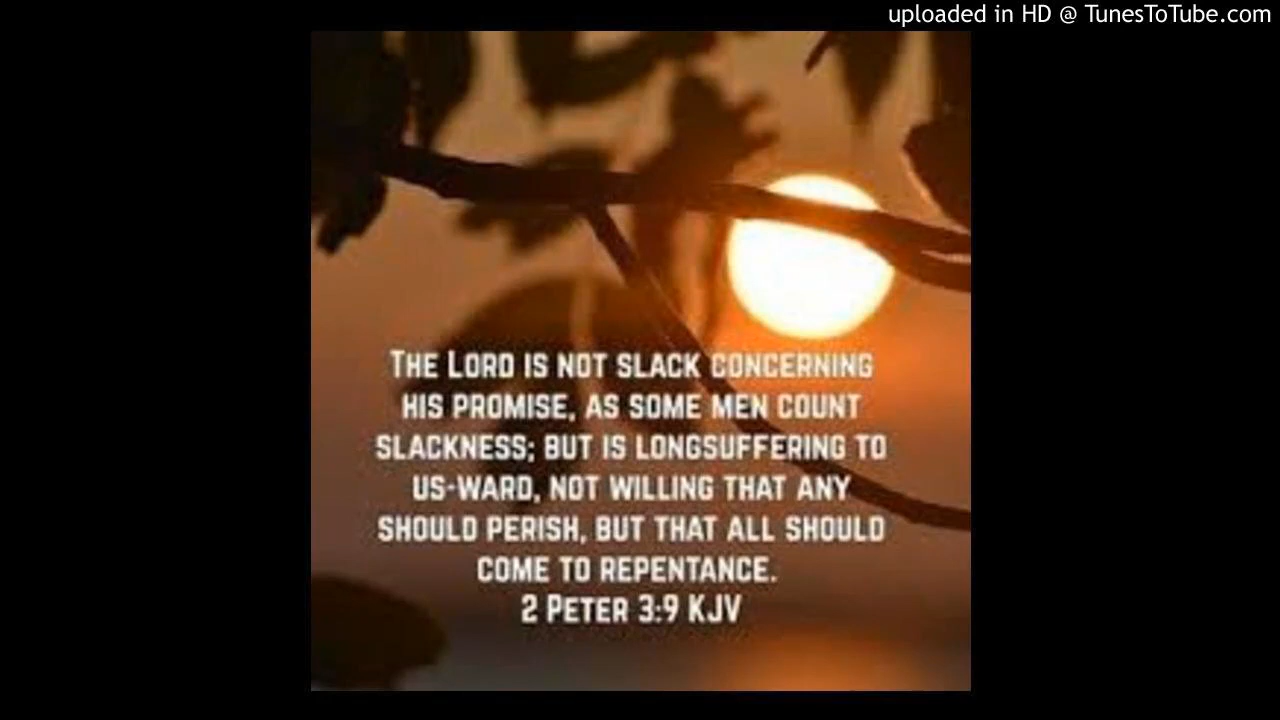 uploaded in HD @ TunesToTube.com
The Lord is not slack concerning
his promise, as some men count
slackness; but is longsuffering to
us-ward, not willing that any
should perish, but that all should
come to repentance.
2 Peter 3:9 KJV